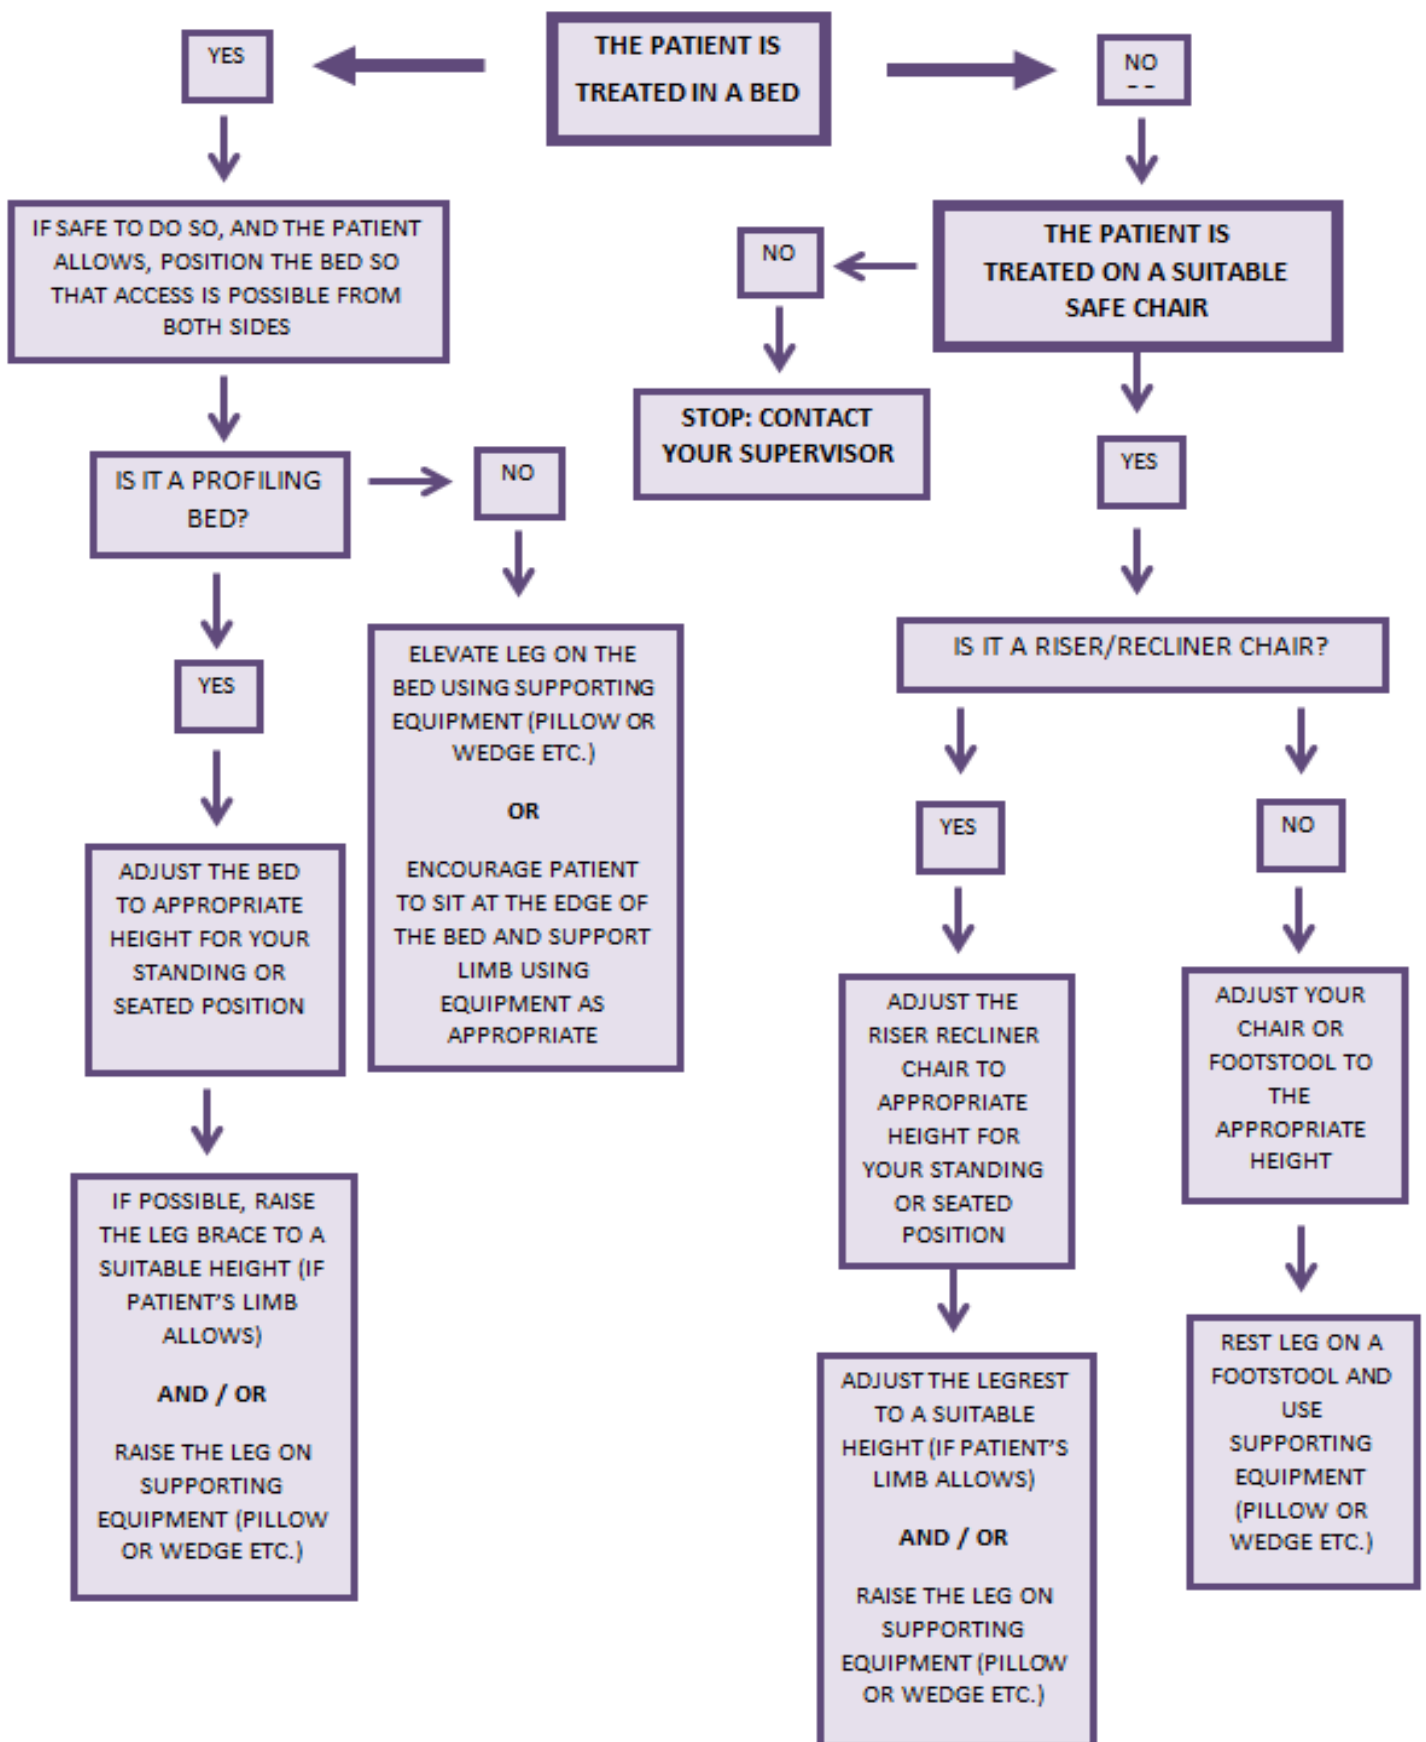 THE PATIENT IS
TREATED IN A BED
YES
NO
IF SAFE TO DO SO, AND THE PATIENT
ALLOWS, POSITION THE BED SO
THAT ACCESS IS POSSIBLE FROM
BOTH SIDES
THE PATIENT IS
TREATED ON A SUITABLE
SAFE CHAIR
NO
STOP: CONTACT
YOUR SUPERVISOR
YES
IS IT A PROFILING
BED?
NO
YES
ELEVATE LEG ON THE
BED USING SUPPORTING
EQUIPMENT (PILLOW OR
WEDGE ETC.)
OR
ENCOURAGE PATIENT
TO SIT AT THE EDGE OF
THE BED AND SUPPORT
LIMB USING
EQUIPMENT AS
APPROPRIATE
ADJUST THE BED
TO APPROPRIATE
HEIGHT FOR YOUR
STANDING OR
SEATED POSITION
IF POSSIBLE, RAISE
THE LEG BRACE TO A
SUITABLE HEIGHT (IF
PATIENT'S LIMB
ALLOWS)
AND / OR
RAISE THE LEG ON
SUPPORTING
EQUIPMENT (PILLOW
OR WEDGE ETC.)
IS IT A RISER/RECLINER CHAIR?
YES
NO
ADJUST THE
RISER RECLINER
CHAIR TO
APPROPRIATE
HEIGHT FOR
YOUR STANDING
OR SEATED
POSITION
ADJUST THE LEGREST
TO A SUITABLE
HEIGHT (IF PATIENT'S
LIMB ALLOWS)
AND / OR
RAISE THE LEG ON
SUPPORTING
EQUIPMENT (PILLOW
OR WEDGE ETC.)
ADJUST YOUR
CHAIR OR
FOOTSTOOL TO
THE
APPROPRIATE
HEIGHT
REST LEG ON A
FOOTSTOOL AND
USE
SUPPORTING
EQUIPMENT
(PILLOW OR
WEDGE ETC.)